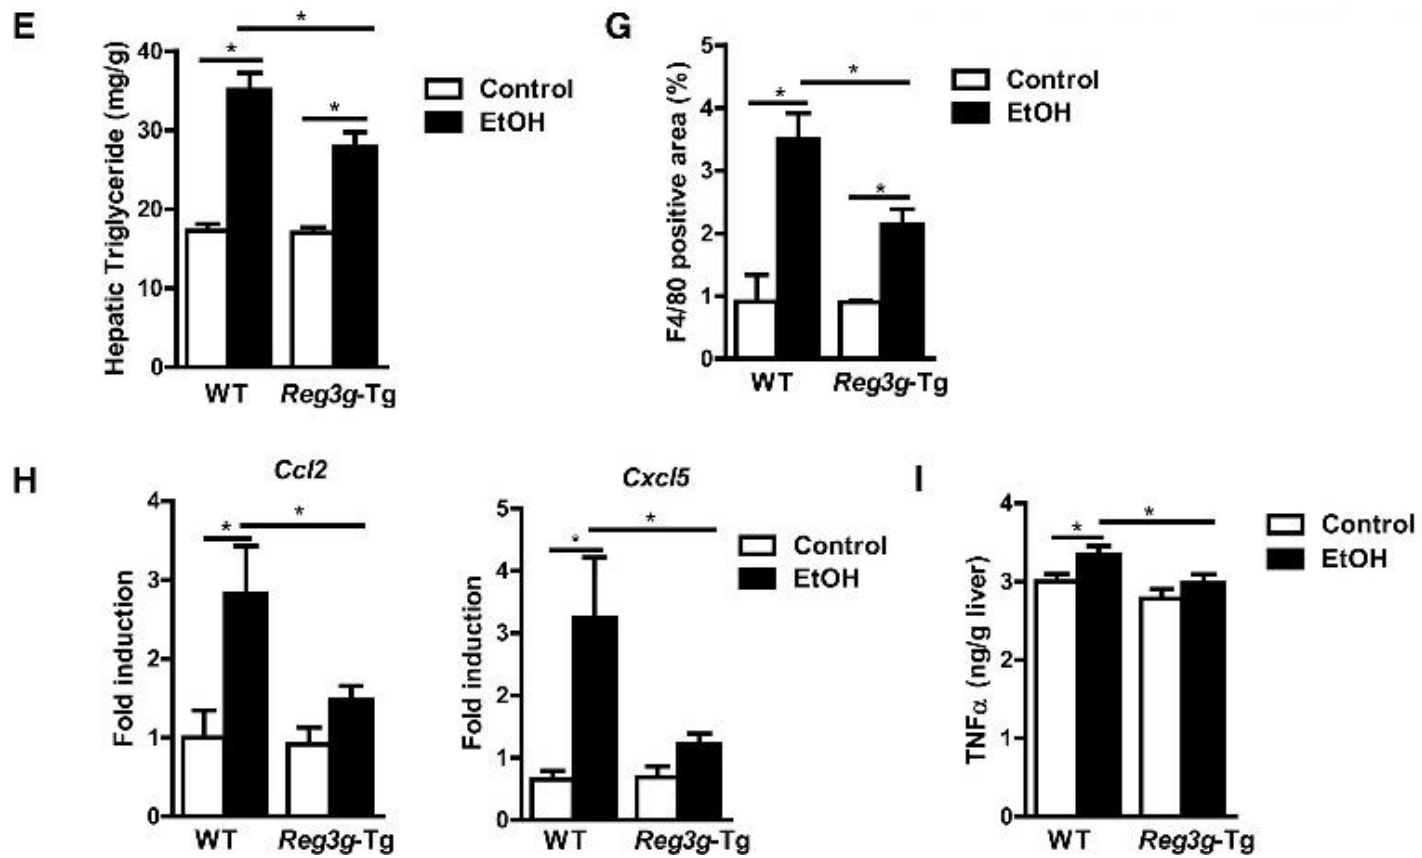 E
Hepatic Triglyceride (mg/g)
40
30
20
10
0
*
*
*
WT
Reg3g-Tg
Control
EtOH
G
F4/80 positive area (%)
5
4
3
2
1
0
*
*
*
WT
Reg3g-Tg
Control
EtOH
H
Ccl2
Fold induction
4
3
2
1
0
*
*
WT
Reg3g-Tg
Cxcl5
Fold induction
5
4
3
2
1
0
*
*
WT
Reg3g-Tg
Control
EtOH
I
TNFα (ng/g liver)
4
3
2
1
0
*
*
WT
Reg3g-Tg
Control
EtOH